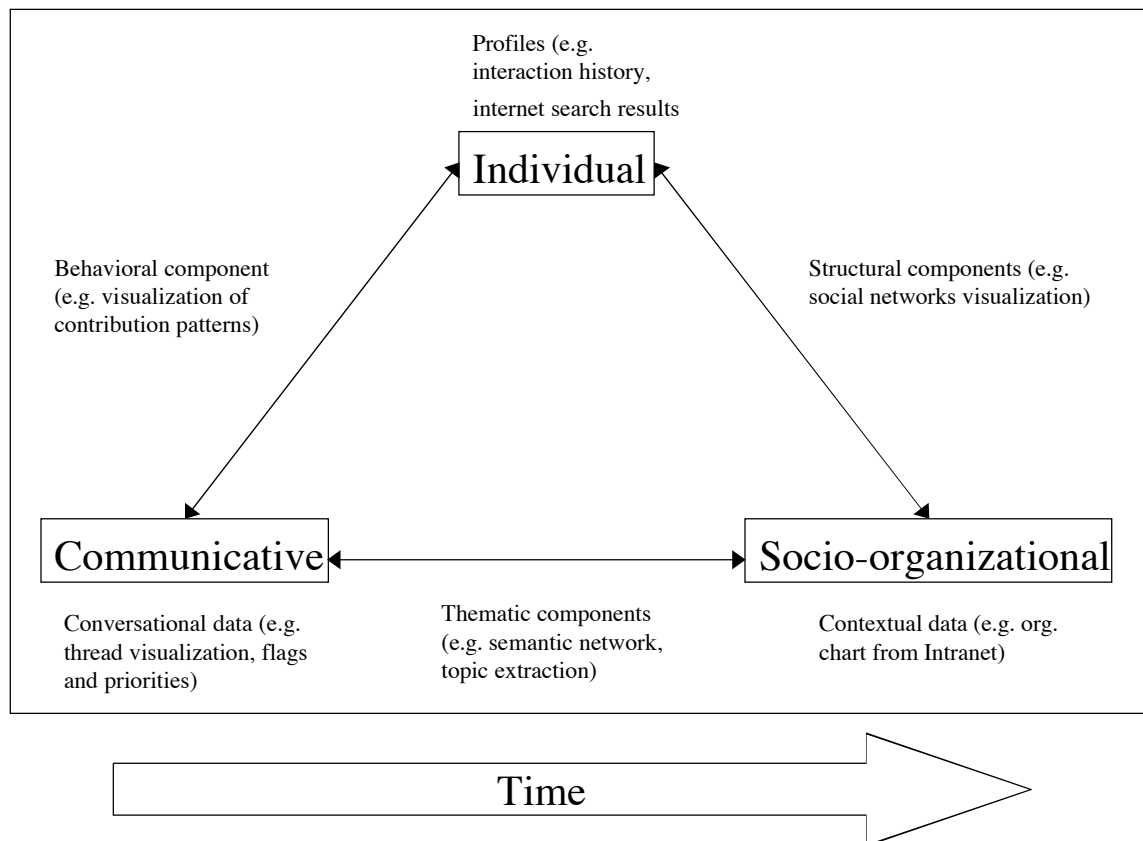 Profiles (e.g.
interaction history,
internet search results
Individual
Behavioral component
(e.g. visualization of
contribution patterns)
Structural components (e.g.
social networks visualization)
Communicative
Socio-organizational
Conversational data (e.g.
thread visualization, flags
and priorities)
Thematic components
(e.g. semantic network,
topic extraction)
Contextual data (e.g. org.
chart from Intranet)
Time